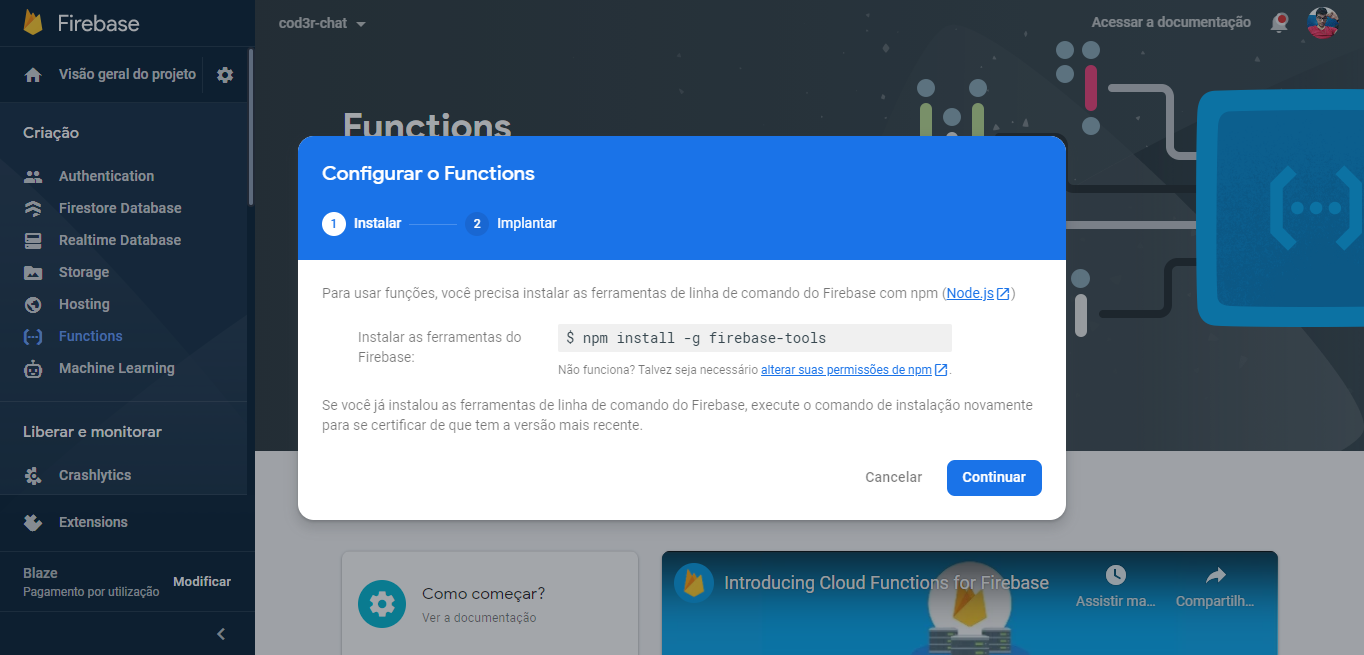 Firebase
cod3r-chat
Acessar a documentação
Visão geral do projeto
Criação
Authentication
Firestore Database
Realtime Database
Storage
Hosting
Functions
Machine Learning
Liberar e monitorar
Crashlytics
Extensions
Blaze
Pagamento por utilização
Modificar
Functions
Configurar o Functions
1 Instalar 2 Implantar
Para usar funções, você precisa instalar as ferramentas de linha de comando do Firebase com npm (Node.js)
Instalar as ferramentas do
Firebase:
$ npm install -g firebase-tools
Não funciona? Talvez seja necessário alterar suas permissões de npm.
Se você já instalou as ferramentas de linha de comando do Firebase, execute o comando de instalação novamente
para se certificar de que tem a versão mais recente.
Cancelar
Continuar
Como começar?
Ver a documentação
Introducing Cloud Functions for Firebase
Assistir ma...
Compartilh...